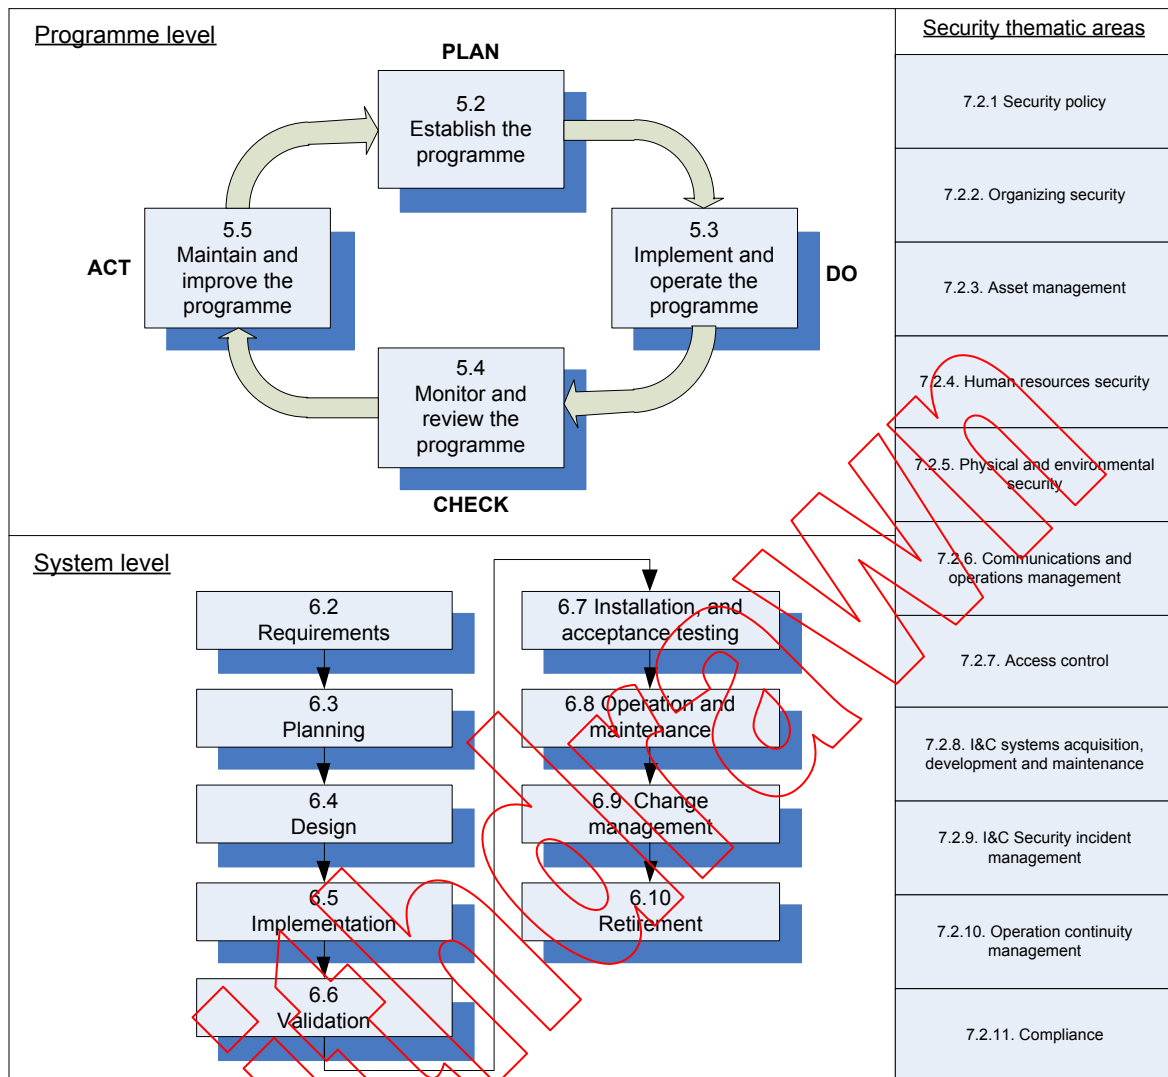 Programme level
PLAN
5.2
Establish the
programme
5.5
Maintain and
improve the
programme
ACT
5.3
Implement and
operate the
programme
DO
5.4
Monitor and
review the
programme
CHECK
System level
6.2
Requirements
6.3
Planning
6.4
Design
6.5
Implementation
6.6
Validation
6.7 Installation, and
acceptance testing
6.8 Operation and
maintenance
6.9 Change
management
6.10
Retirement
Security thematic areas
7.2.1 Security policy
7.2.2. Organizing security
7.2.3. Asset management
7.2.4. Human resources security
7.2.5. Physical and environmental
security
7.2.6. Communications and
operations management
7.2.7. Access control
7.2.8. I&C systems acquisition,
development and maintenance
7.2.9. I&C Security incident
management
7.2.10. Operation continuity
management
7.2.11. Compliance